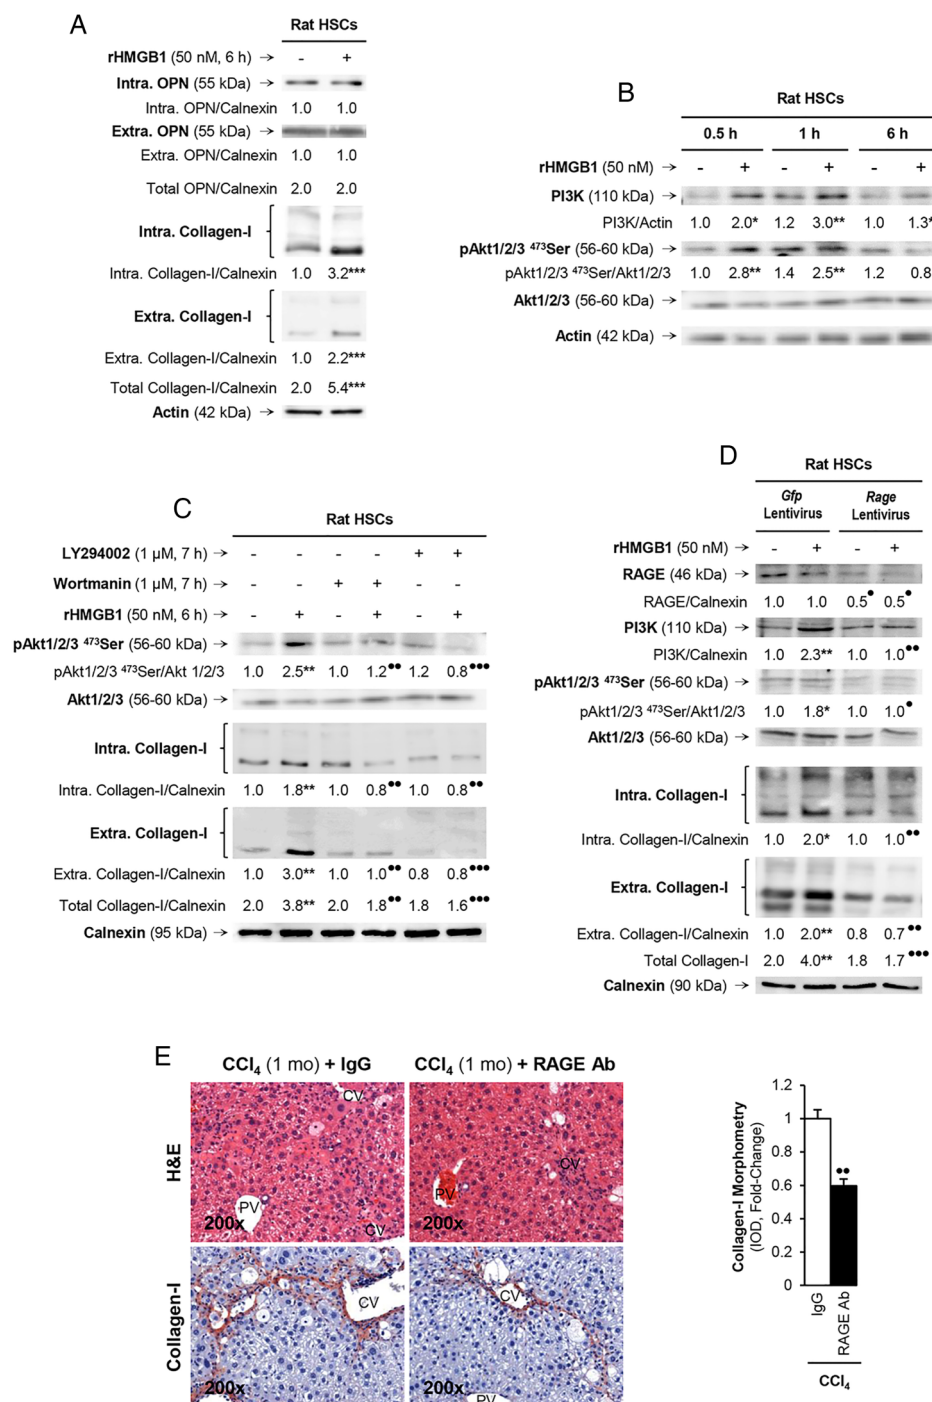 A
Rat HSCs
rHMGB1 (50 nM, 6 h) → - +
Intra. OPN (55 kDa) →
Intra. OPN/Calnexin 1.0 1.0
Extra. OPN (55 kDa) →
Extra. OPN/Calnexin 1.0 1.0
Total OPN/Calnexin 2.0 2.0
Intra. Collagen-I
Intra. Collagen-I/Calnexin 1.0 3.2***
Extra. Collagen-I
Extra. Collagen-I/Calnexin 1.0 2.2***
Total Collagen-I/Calnexin 2.0 5.4***
Actin (42 kDa) →
B
Rat HSCs
0.5 h 1 h 6 h
rHMGB1 (50 nM) → - + - + - +
PI3K (110 kDa) →
PI3K/Actin 1.0 2.0* 1.2 3.0** 1.0 1.3*
pAkt1/2/3 ⁴⁷³Ser (56-60 kDa) →
pAkt1/2/3 ⁴⁷³Ser/Akt1/2/3 1.0 2.8** 1.4 2.5** 1.2 0.8
Akt1/2/3 (56-60 kDa) →
Actin (42 kDa) →
C
Rat HSCs
LY294002 (1 µM, 7 h) → - - - - + +
Wortmanin (1 µM, 7 h) → - - + + - -
rHMGB1 (50 nM, 6 h) → - + - + - +
pAkt1/2/3 ⁴⁷³Ser (56-60 kDa) →
pAkt1/2/3 ⁴⁷³Ser/Akt 1/2/3 1.0 2.5** 1.0 1.2●● 1.2 0.8●●●
Akt1/2/3 (56-60 kDa) →
Intra. Collagen-I
Intra. Collagen-I/Calnexin 1.0 1.8** 1.0 0.8●● 1.0 0.8●●
Extra. Collagen-I
Extra. Collagen-I/Calnexin 1.0 3.0** 1.0 1.0●● 0.8 0.8●●●
Total Collagen-I/Calnexin 2.0 3.8** 2.0 1.8●● 1.8 1.6●●●
Calnexin (95 kDa) →
D
Rat HSCs
Gfp Rage
Lentivirus Lentivirus
rHMGB1 (50 nM) → - + - +
RAGE (46 kDa) →
RAGE/Calnexin 1.0 1.0 0.5● 0.5●
PI3K (110 kDa) →
PI3K/Calnexin 1.0 2.3** 1.0 1.0●●
pAkt1/2/3 ⁴⁷³Ser (56-60 kDa) →
pAkt1/2/3 ⁴⁷³Ser/Akt1/2/3 1.0 1.8* 1.0 1.0●
Akt1/2/3 (56-60 kDa) →
Intra. Collagen-I
Intra. Collagen-I/Calnexin 1.0 2.0* 1.0 1.0●●
Extra. Collagen-I
Extra. Collagen-I/Calnexin 1.0 2.0** 0.8 0.7●●
Total Collagen-I 2.0 4.0** 1.8 1.7●●●
Calnexin (90 kDa) →
E
CCl₄ (1 mo) + IgG CCl₄ (1 mo) + RAGE Ab
H&E
CV
PV
CV
200x
CV
PV
200x
Collagen-I
CV
200x
CV
PV
200x
Collagen-I Morphometry
(IOD, Fold-Change)
1.2
1
0.8
0.6
0.4
0.2
0
●●
IgG
RAGE Ab
CCl₄